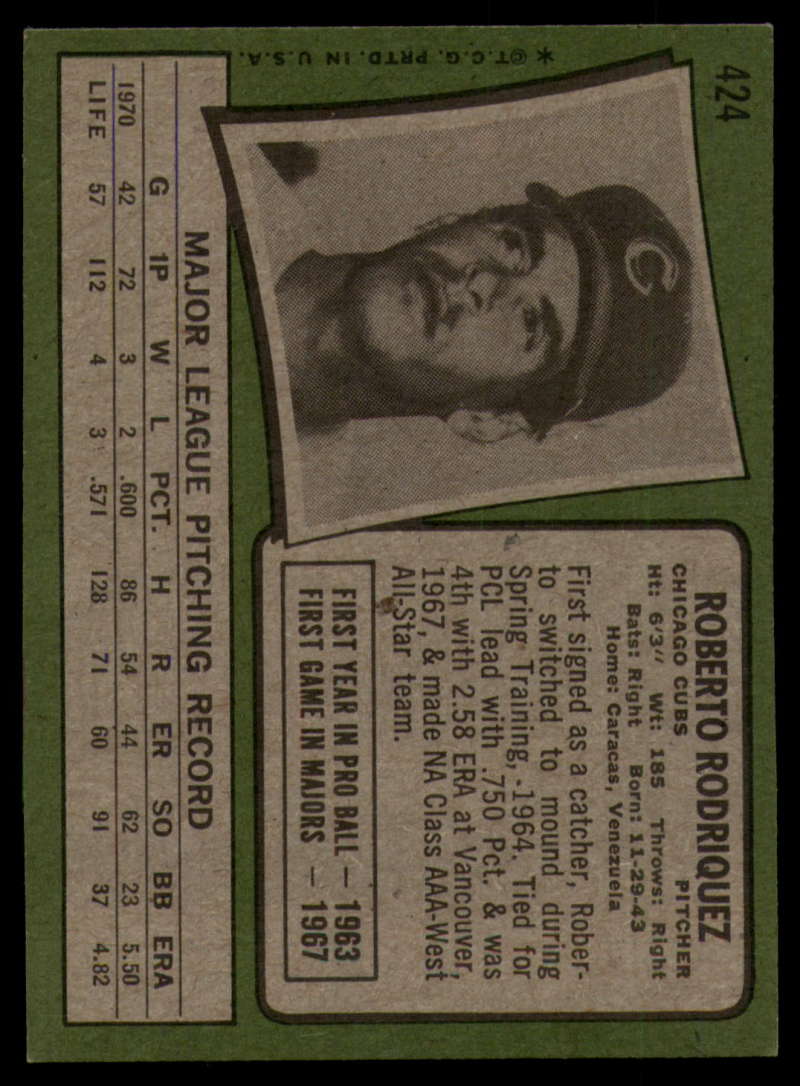 424
*©T.C.G. PRTD. IN U.S.A.
C
ROBERTO RODRIQUEZ
CHICAGO CUBS PITCHER
Ht: 6'3" Wt: 185 Throws: Right
Bats: Right Born: 11-29-43
Home: Caracas, Venezuela
First signed as a catcher, Rober-
to switched to mound during
Spring Training, 1964. Tied for
PCL lead with .750 Pct. & was
4th with 2.58 ERA at Vancouver,
1967, & made NA Class AAA-West
All-Star team.
FIRST YEAR IN PRO BALL — 1963
FIRST GAME IN MAJORS — 1967
MAJOR LEAGUE PITCHING RECORD
G IP W L PCT. H R ER SO BB ERA
1970 42 72 3 2 .600 86 54 44 62 23 5.50
LIFE 57 112 4 3 .571 128 71 60 91 37 4.82